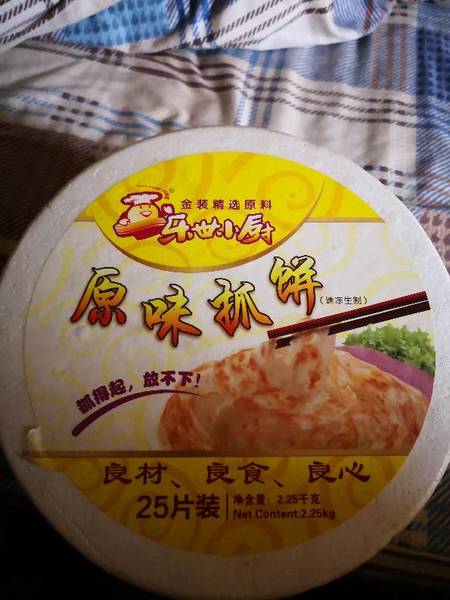 金装精选原料
乐世小厨
原味抓饼
(速冻生制)
抓得起，放不下!
良材、良食、良心
25片装
净含量: 2.25千克
Net Content:2.25kg